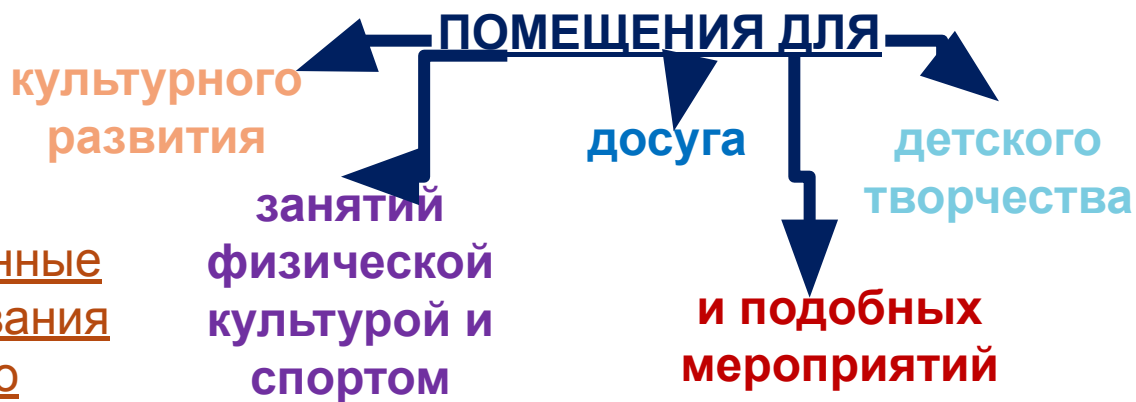 ПОМЕЩЕНИЯ ДЛЯ
культурного
развития
занятий
физической
культурой и
спортом
досуга
и подобных
мероприятий
детского
творчества